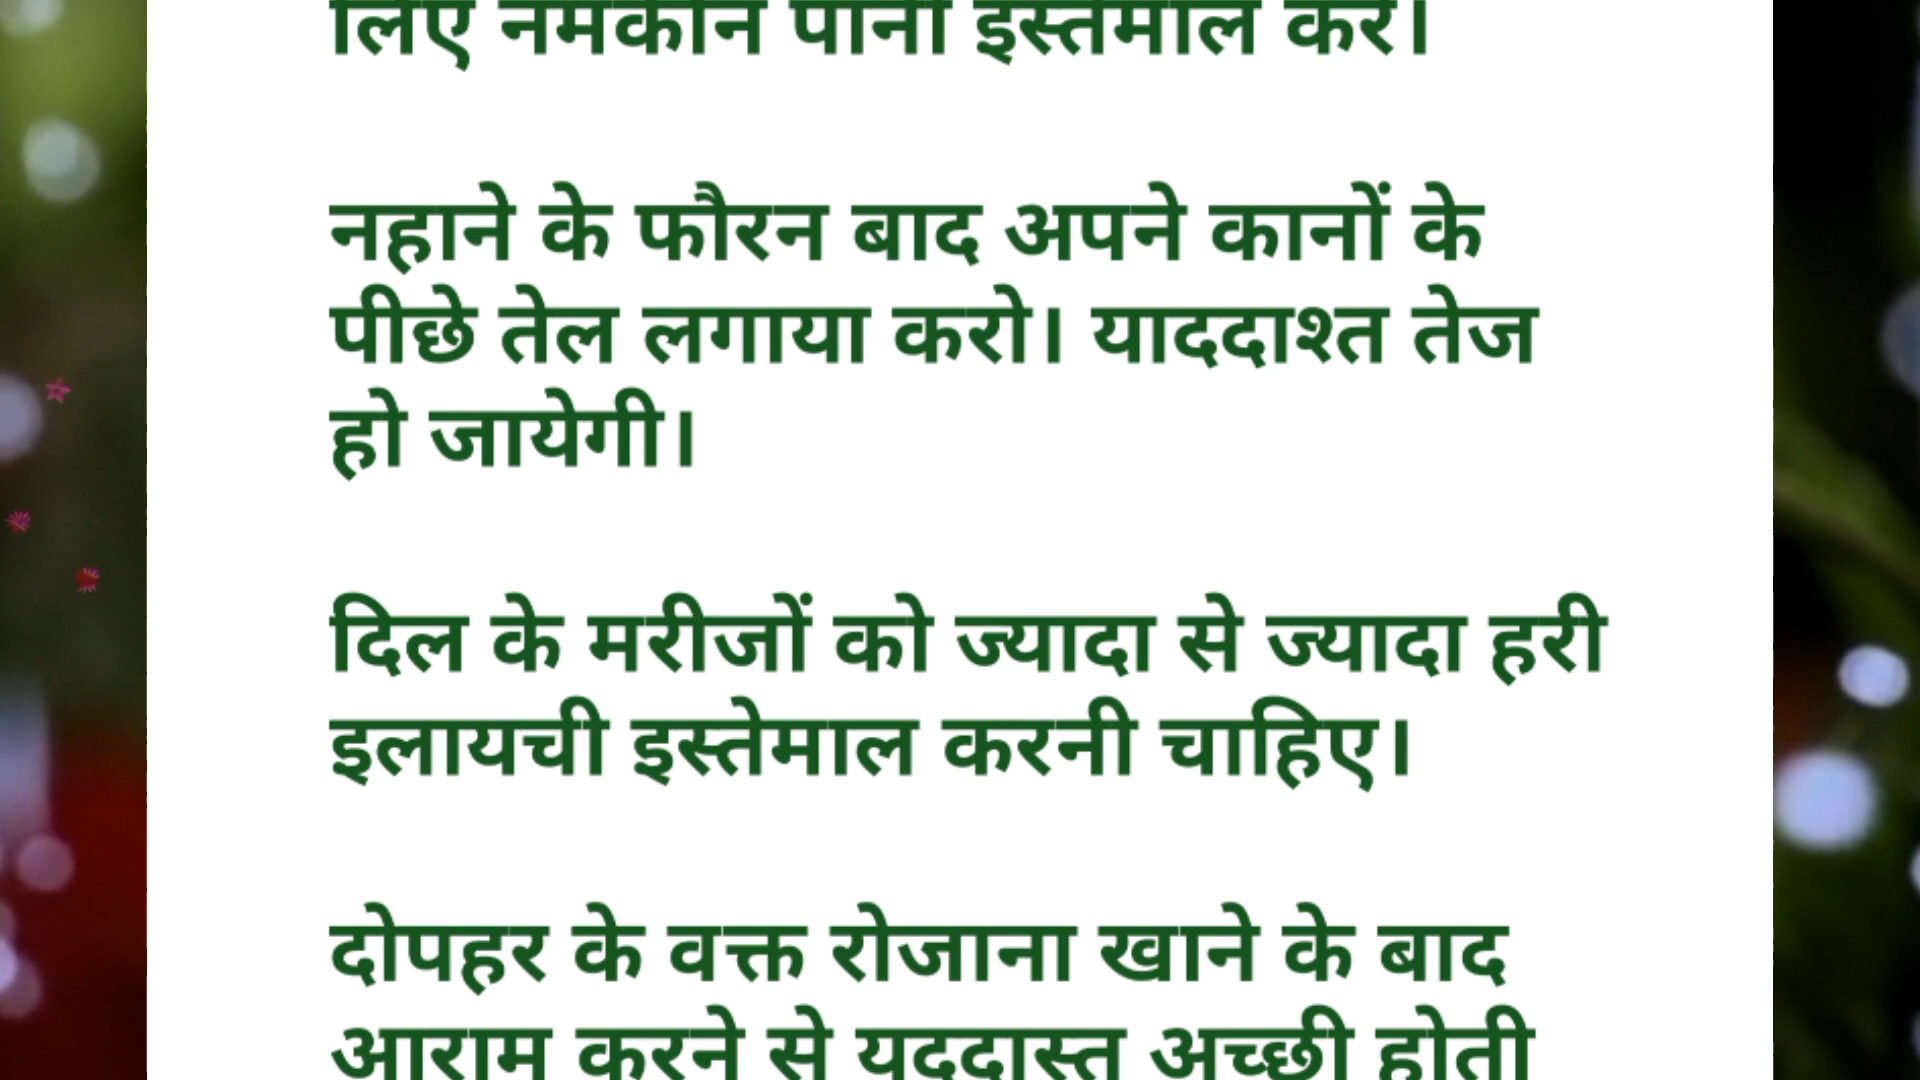 लिए नमकीन पानी इस्तेमाल करें।
नहाने के फौरन बाद अपने कानों के
पीछे तेल लगाया करो। याददाश्त तेज
हो जायेगी।
दिल के मरीजों को ज्यादा से ज्यादा हरी
इलायची इस्तेमाल करनी चाहिए।
दोपहर के वक्त रोजाना खाने के बाद
आराम करने से यददास्त अच्छी होती